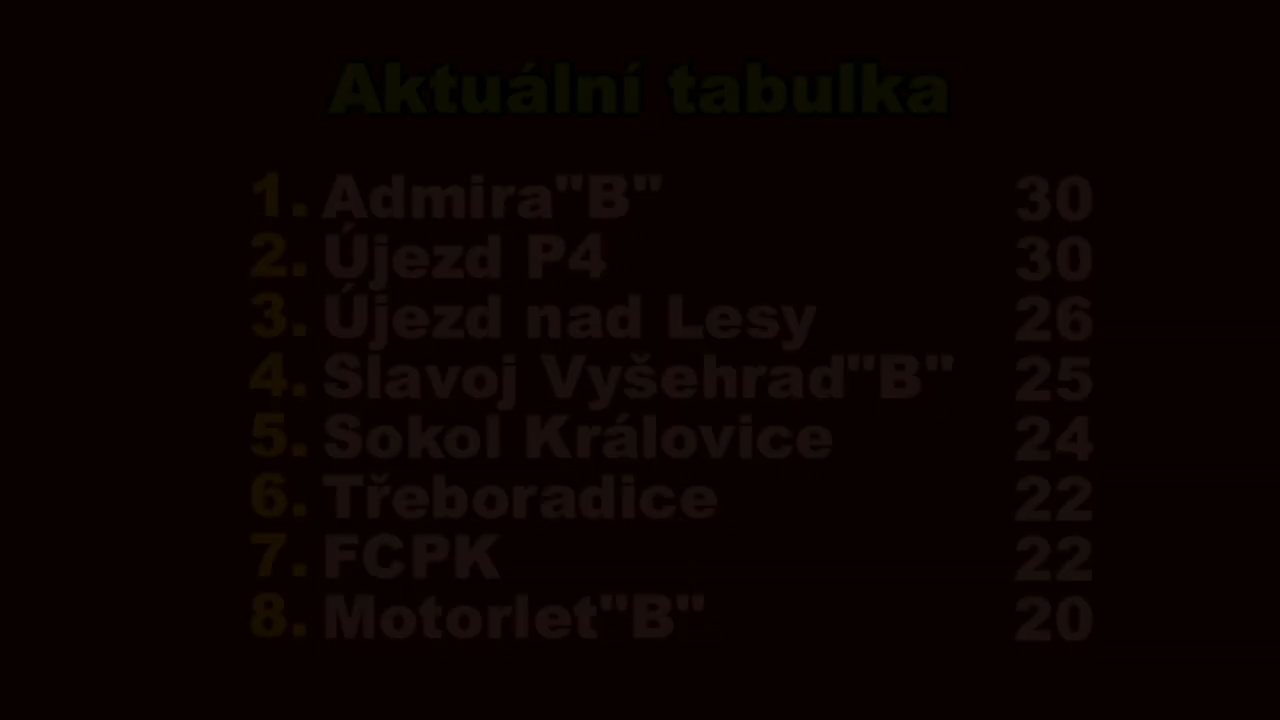 Aktuální tabulka
1. Admira"B" 30
2. Újezd P4 30
3. Újezd nad Lesy 26
4. Slavoj Vyšehrad"B" 25
5. Sokol Královice 24
6. Třeboradice 22
7. FCPK 22
8. Motorlet"B" 20